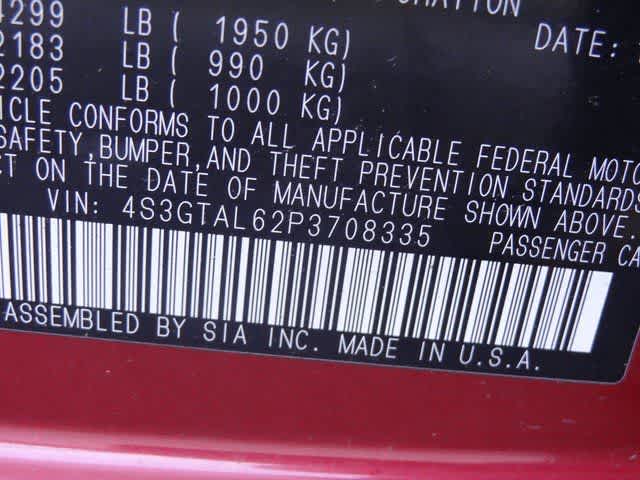 4299 LB ( 1950 KG)
2183 LB ( 990 KG) DATE:
2205 LB ( 1000 KG)
ICLE CONFORMS TO ALL APPLICABLE FEDERAL MOTO
SAFETY,BUMPER,AND THEFT PREVENTION STANDARDS
CT ON THE DATE OF MANUFACTURE SHOWN ABOVE.
VIN: 4S3GTAL62P3708335 PASSENGER CA
ASSEMBLED BY SIA INC. MADE IN U.S.A.